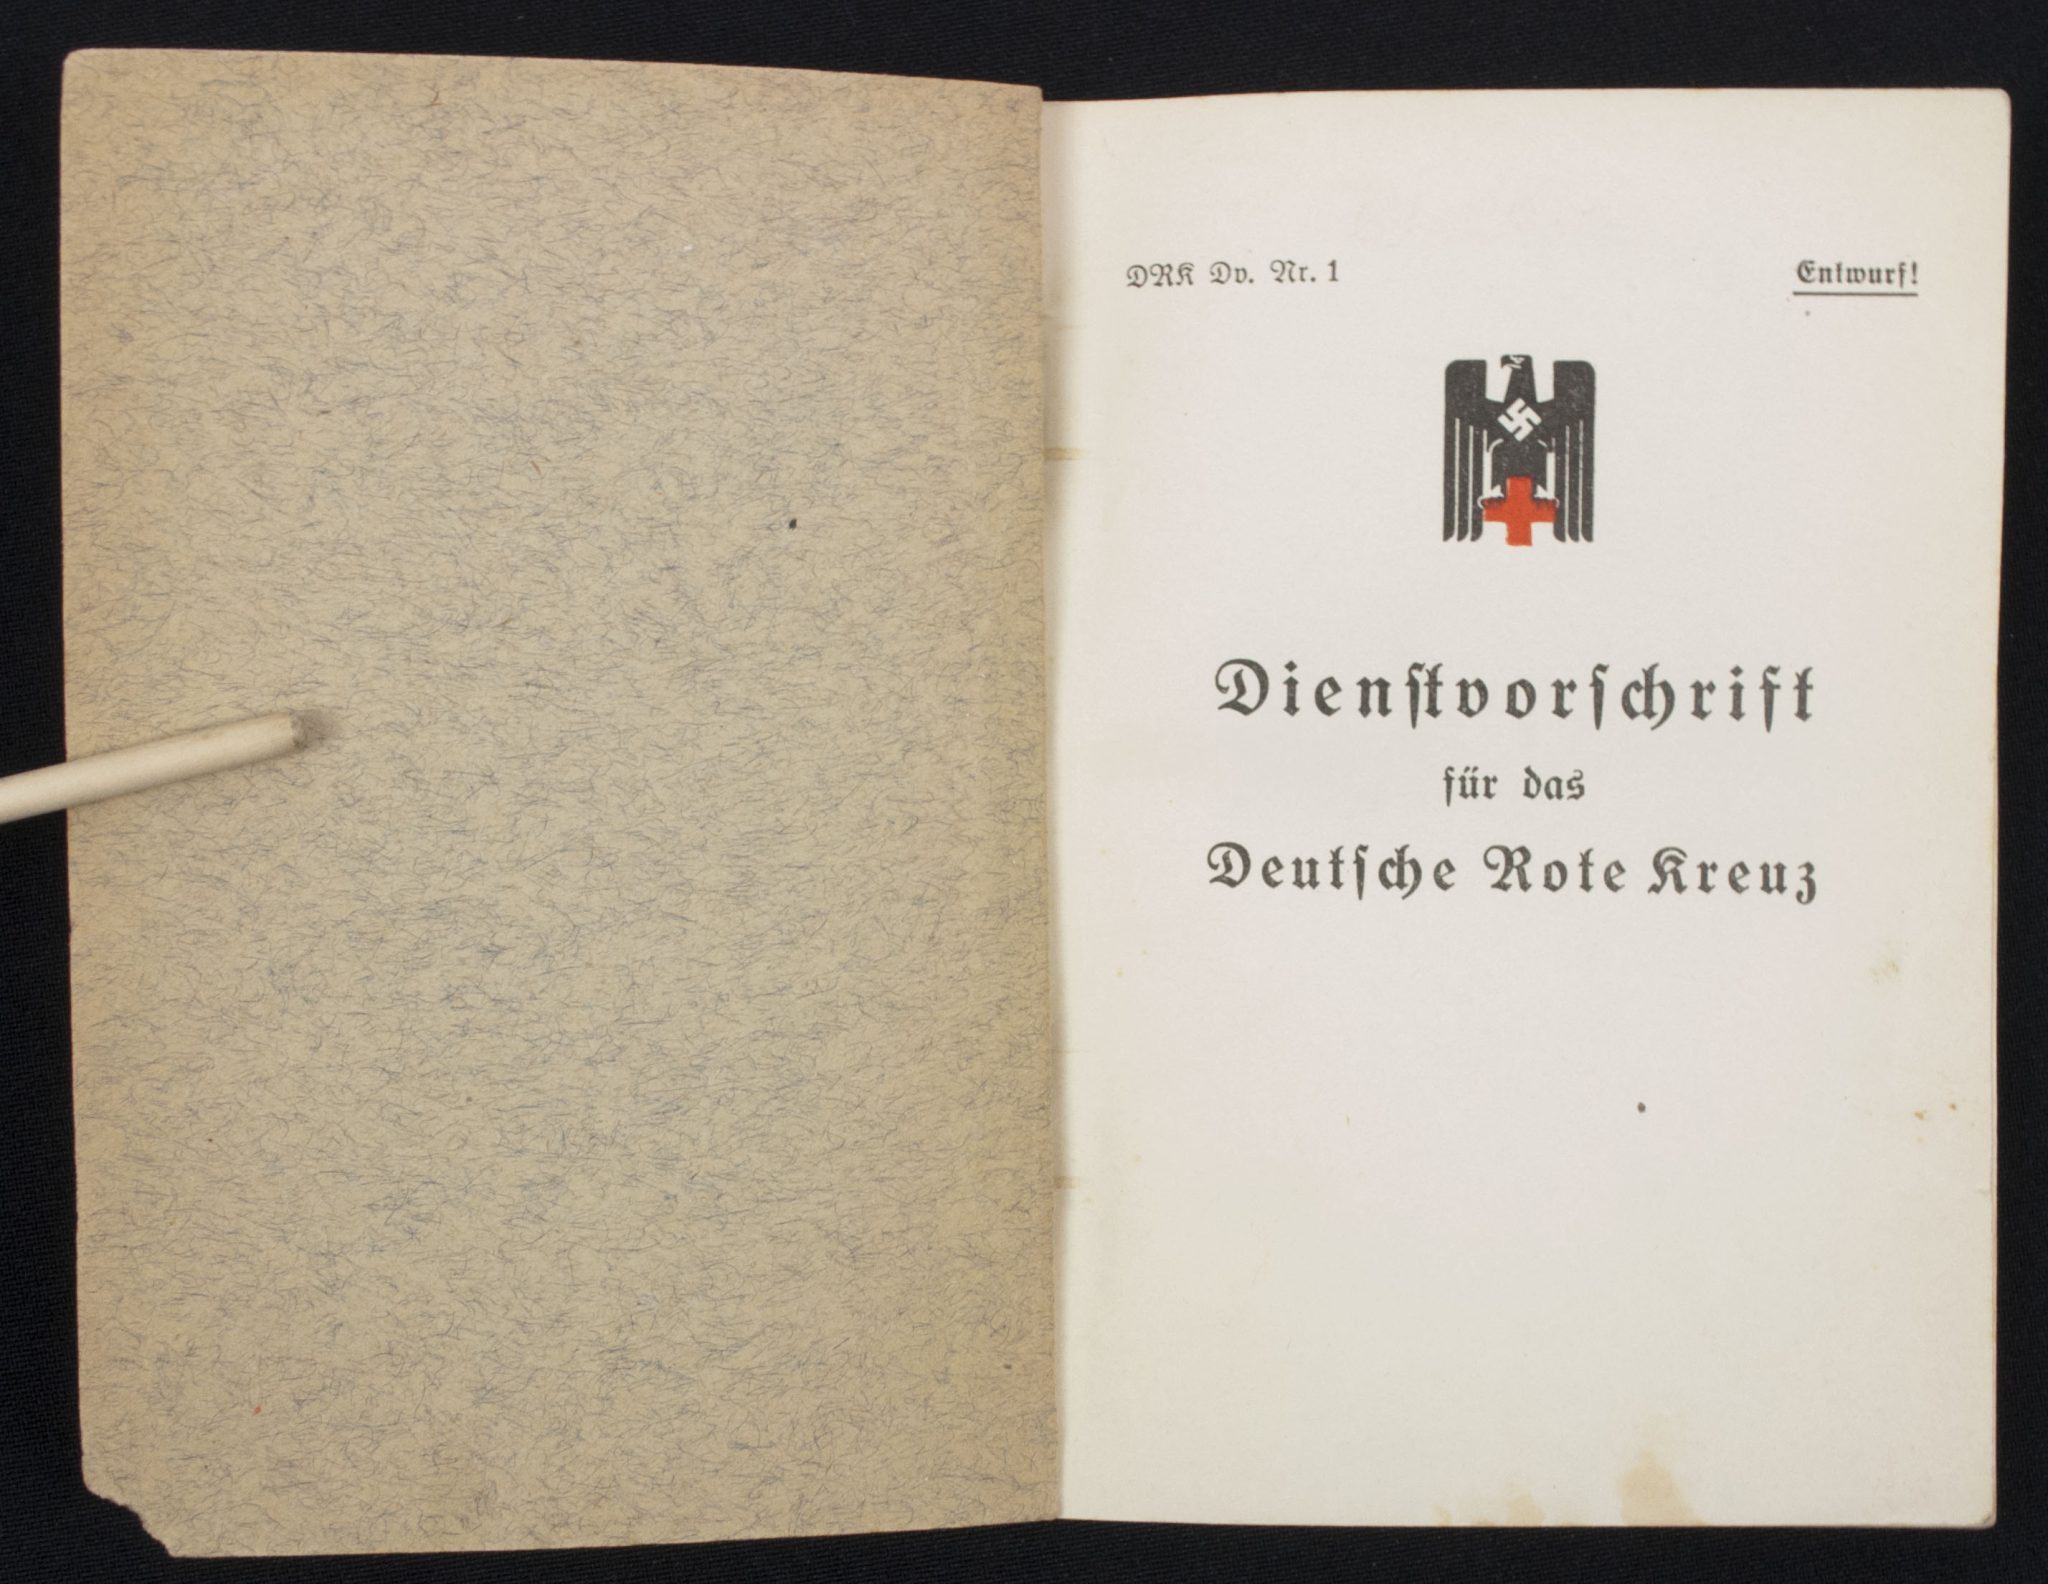 DRK Dv. Nr. 1
Entwurf!
Dienstvorschrift
für das
Deutsche Rote Kreuz